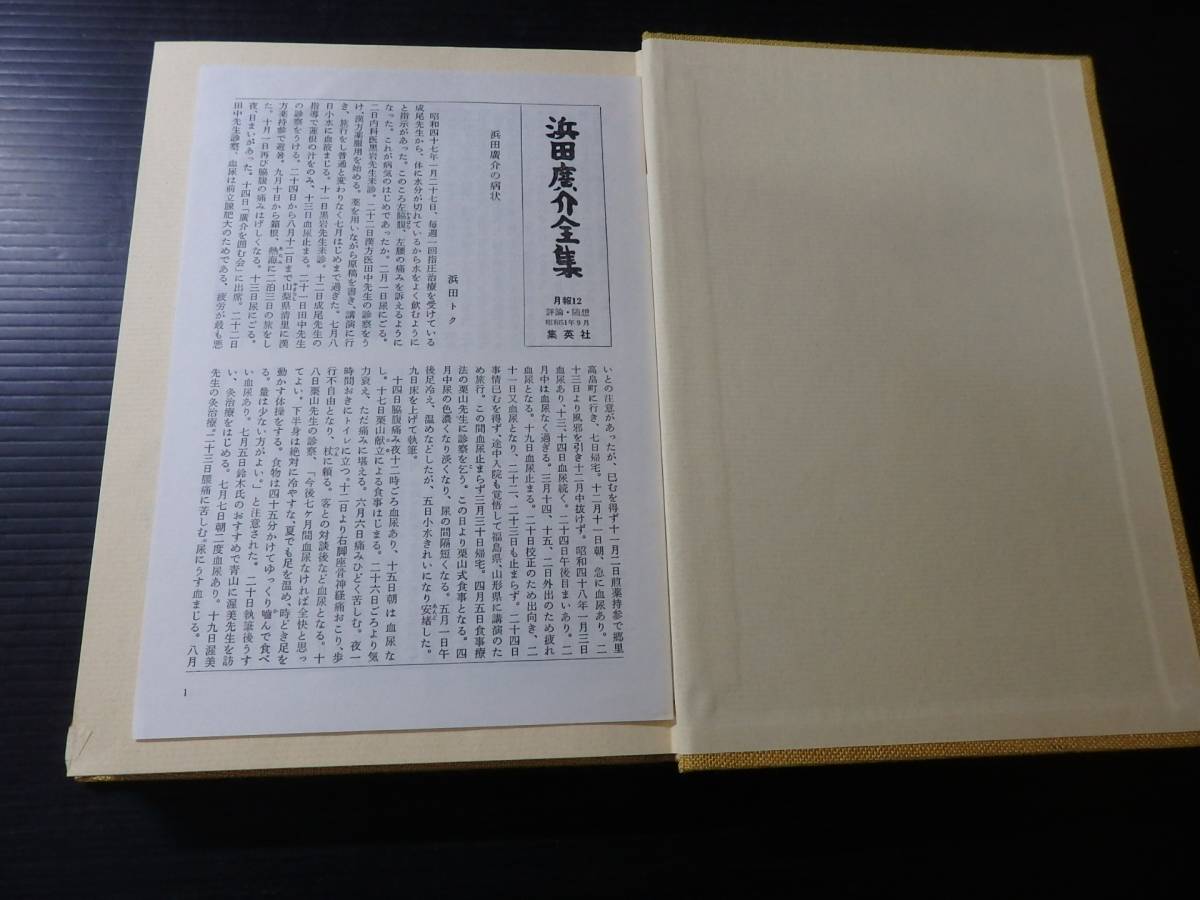 浜田廣介全集
月報12
評論・随想
昭和51年9月
集英社
浜田廣介の病状
浜田トク
昭和四十七年一月二十七日、毎週一回指圧治療を受けている
成尾先生から、体に水分が切れているから水をよく飲むように
と指示があった。このころ左脇腹、左腰の痛みを訴えるように
なった。これが病気のはじめであったか。二月一日尿にごる。
二日内科医黒岩先生来診。二十二日漢方医田中先生の診察をう
け、漢方薬服用を始める。薬を用いながら原稿を書き、講演に行
き、旅行をし普通と変わりなく七月はじめまで過ぎた。七月八
日小水に血液まじる。十一日黒岩先生来診。十二日成尾先生の
指導で蓮根の汁をのみ、十三日血尿止まる。二十一日田中先生
の診察をうける。二十四日から八月十二日まで山梨県清里に漢
方薬持参で避暑。九月十日から箱根、熱海に二泊三日の旅をし
た。十月一日再び脇腹の痛みはげしくなる。十三日尿にごる。
夜、目まいがあった。十四日「廣介を囲む会」に出席。二十二日
田中先生診察、血尿は前立腺肥大のためである、疲労が最も悪
いとの注意があったが、已むを得ず十一月二日煎薬持参で郷里
高畠町に行き、七日帰宅。十二月十一日朝、急に血尿あり。二
十三日より風邪を引き十二月中抜けず。昭和四十八年一月三日
血尿あり、十三、十四日血尿続く。二十四日午後目まいあり。二
月中は血尿なく過ぎる。三月十四、十五、二日外出のため疲れ
血尿となる。十九日血尿止まる。二十日校正のため出向き、二
十一日又血尿となり、二十二、二十三日も止まらず。二十四日
事情已むを得ず、途中入院も覚悟して福島県、山形県に講演のた
め旅行。この間血尿止まらず三月三十日帰宅。四月五日食事療
法の栗山先生に診察を乞う。この日より栗山式食事となる。四
月中尿の色濃くなり淡くなり、尿の間隔短くなる。五月一日午
後足冷え、温めなどしたが、五日小水きれいになり安緒した。
九日床を上げて執筆。
十四日脇腹痛み夜十二時ごろ血尿あり、十五日朝は血尿な
し。十七日栗山献立による食事はじまる。二十六日ごろより気
力衰え、ただ痛みに堪える。六月六日痛みひどく苦しむ。夜一
時間おきにトイレに立つ。十二日より右脚座骨神経痛おこり、歩
行不自由となり、杖に頼る。客との対談後など血尿となる。十
八日栗山先生の診察、「今後七ヶ月間血尿なければ全快と思っ
てよい。下半身は絶対に冷やすな、夏でも足を温め、時どき足を
動かす体操をする。食物は四十五分かけてゆっくり嚙んで食べ
る。量は少ない方がよい。」と注意された。二十日執筆後うす
い血尿あり。七月五日鈴木氏のおすすめで青山に渥美先生を訪
い、灸治療をはじめる。七月七日朝二度血尿あり。十九日渥美
先生の灸治療。二十三日腰痛に苦しむ。尿にうす血まじる。八月
1